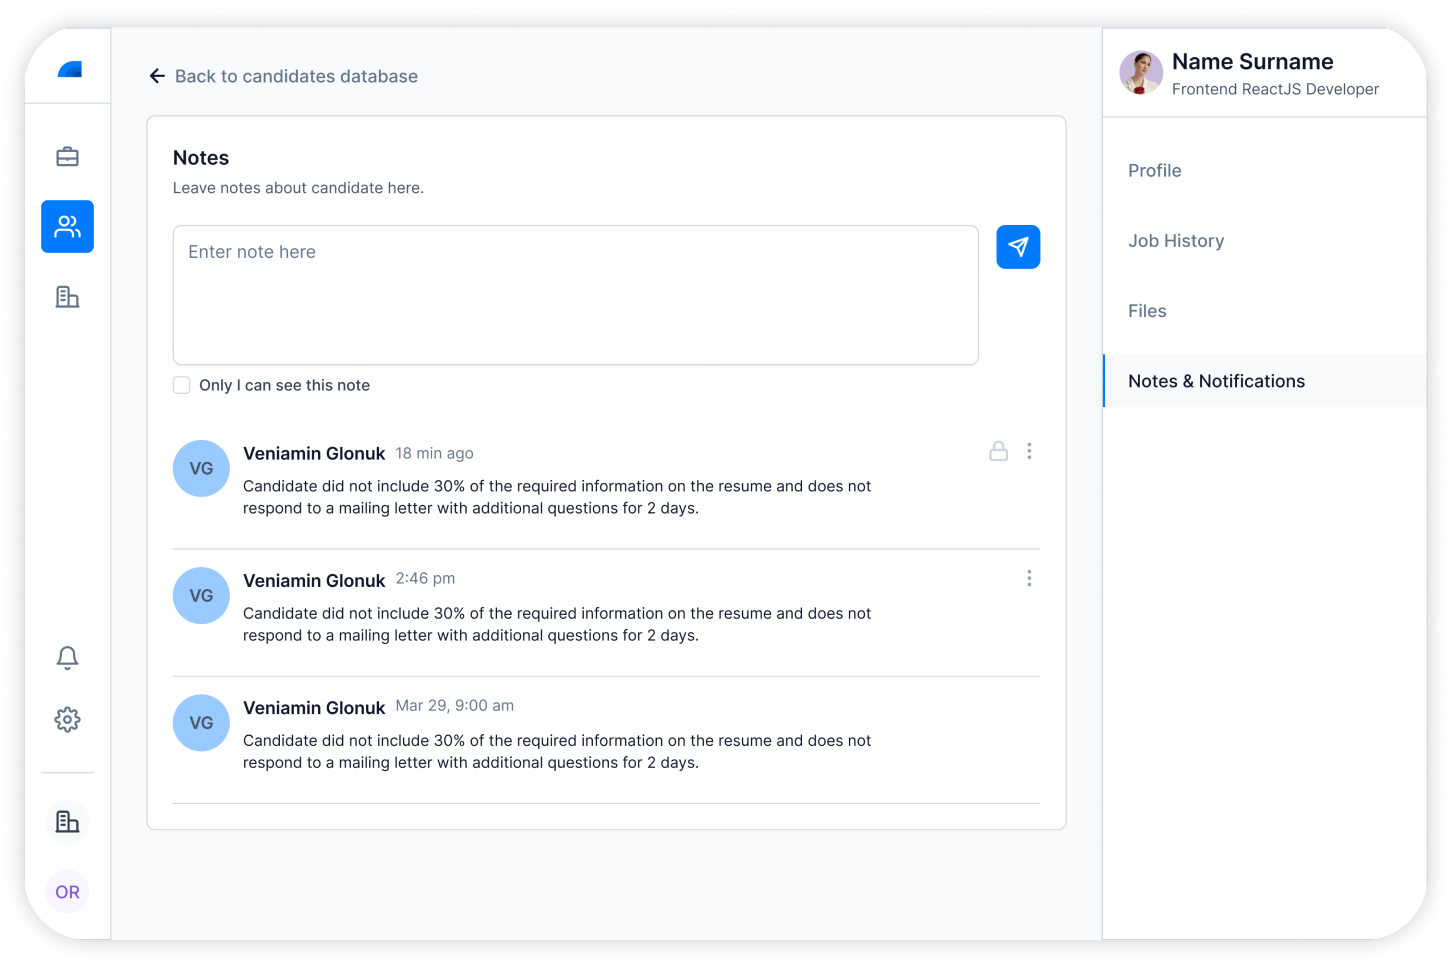 Back to candidates database
Notes
Leave notes about candidate here.
Enter note here
Only I can see this note
VG
Veniamin Glonuk 18 min ago
Candidate did not include 30% of the required information on the resume and does not
respond to a mailing letter with additional questions for 2 days.
VG
Veniamin Glonuk 2:46 pm
Candidate did not include 30% of the required information on the resume and does not
respond to a mailing letter with additional questions for 2 days.
VG
Veniamin Glonuk Mar 29, 9:00 am
Candidate did not include 30% of the required information on the resume and does not
respond to a mailing letter with additional questions for 2 days.
OR
Name Surname
Frontend ReactJS Developer
Profile
Job History
Files
Notes & Notifications